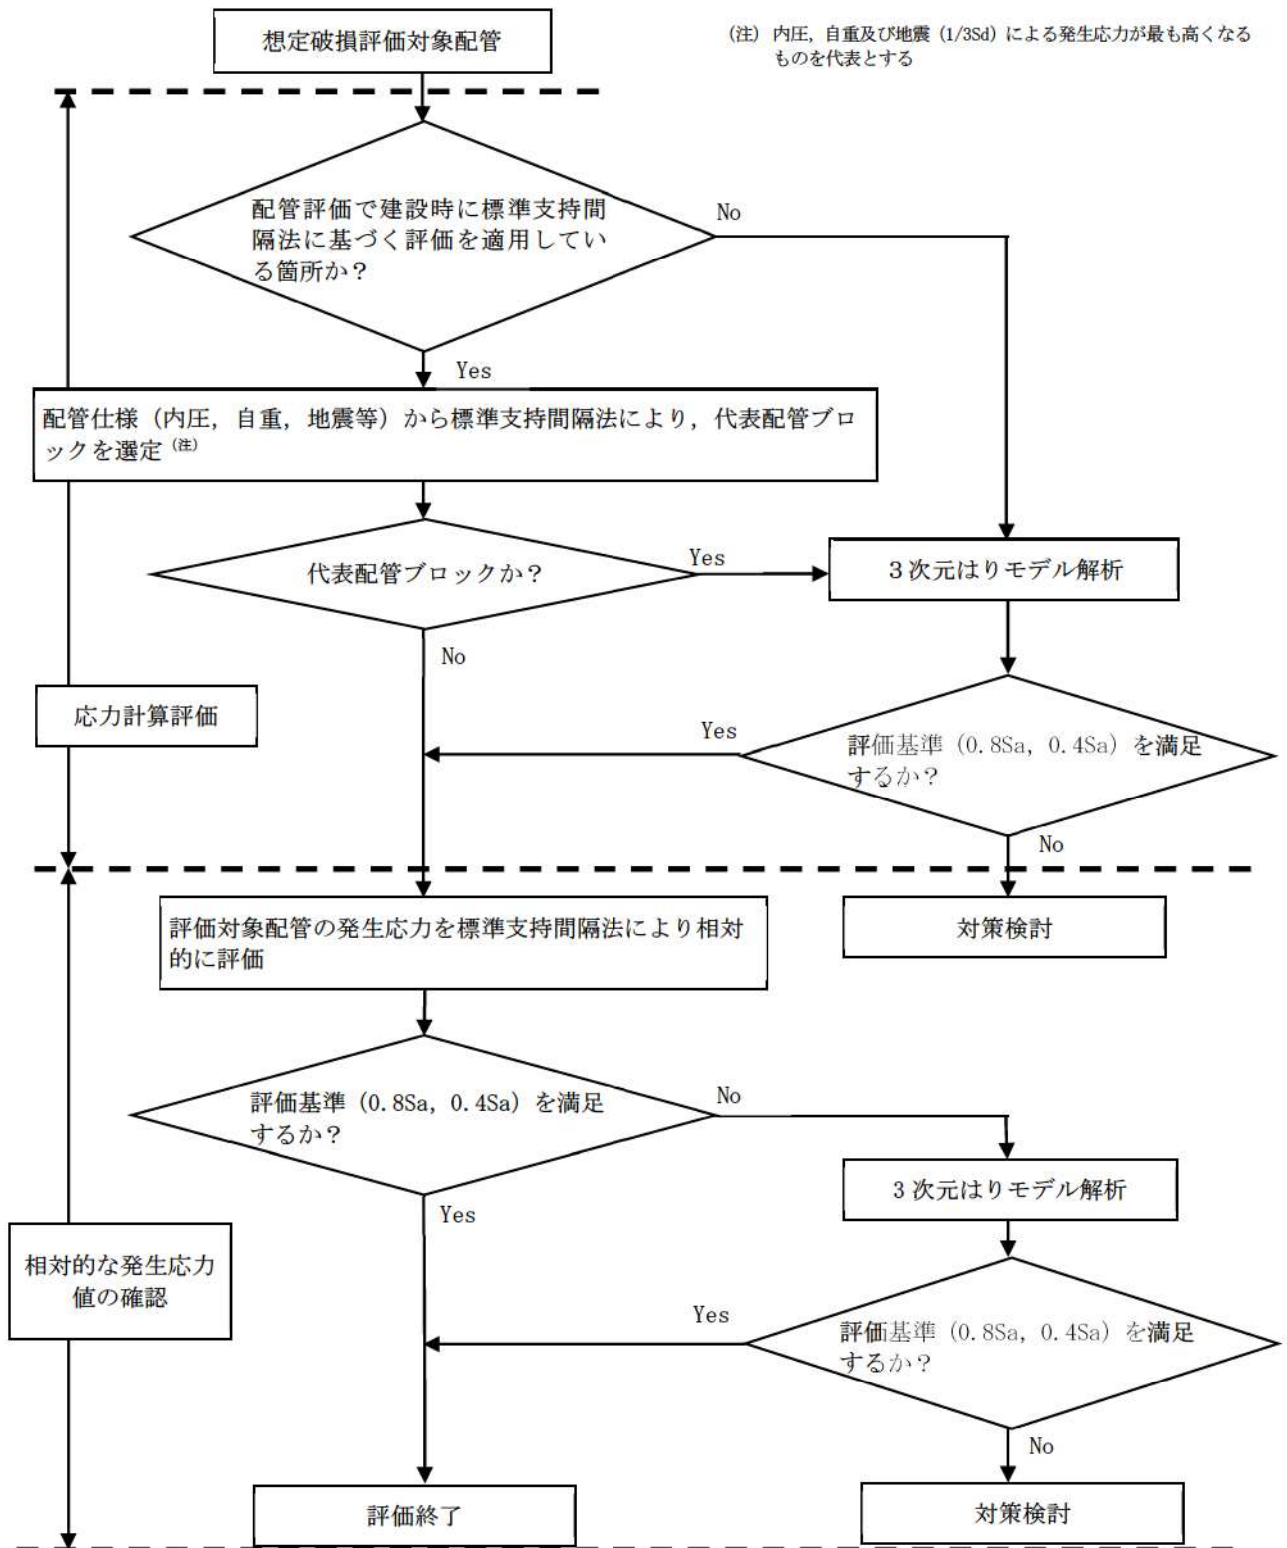 想定破損評価対象配管
(注) 内圧, 自重及び地震 (1/3Sd) による発生応力が最も高くなる
ものを代表とする
配管評価で建設時に標準支持間
隔法に基づく評価を適用してい
る箇所か？
No
Yes
配管仕様（内圧, 自重, 地震等）から標準支持間隔法により, 代表配管ブロ
ックを選定 (注)
代表配管ブロックか？
Yes
３次元はりモデル解析
No
応力計算評価
Yes
評価基準（0.8Sa, 0.4Sa）を満足
するか？
No
評価対象配管の発生応力を標準支持間隔法により相対
的に評価
対策検討
評価基準（0.8Sa, 0.4Sa）を満足
するか？
No
３次元はりモデル解析
Yes
相対的な発生応力
値の確認
Yes
評価基準（0.8Sa, 0.4Sa）を満足
するか？
No
評価終了
対策検討